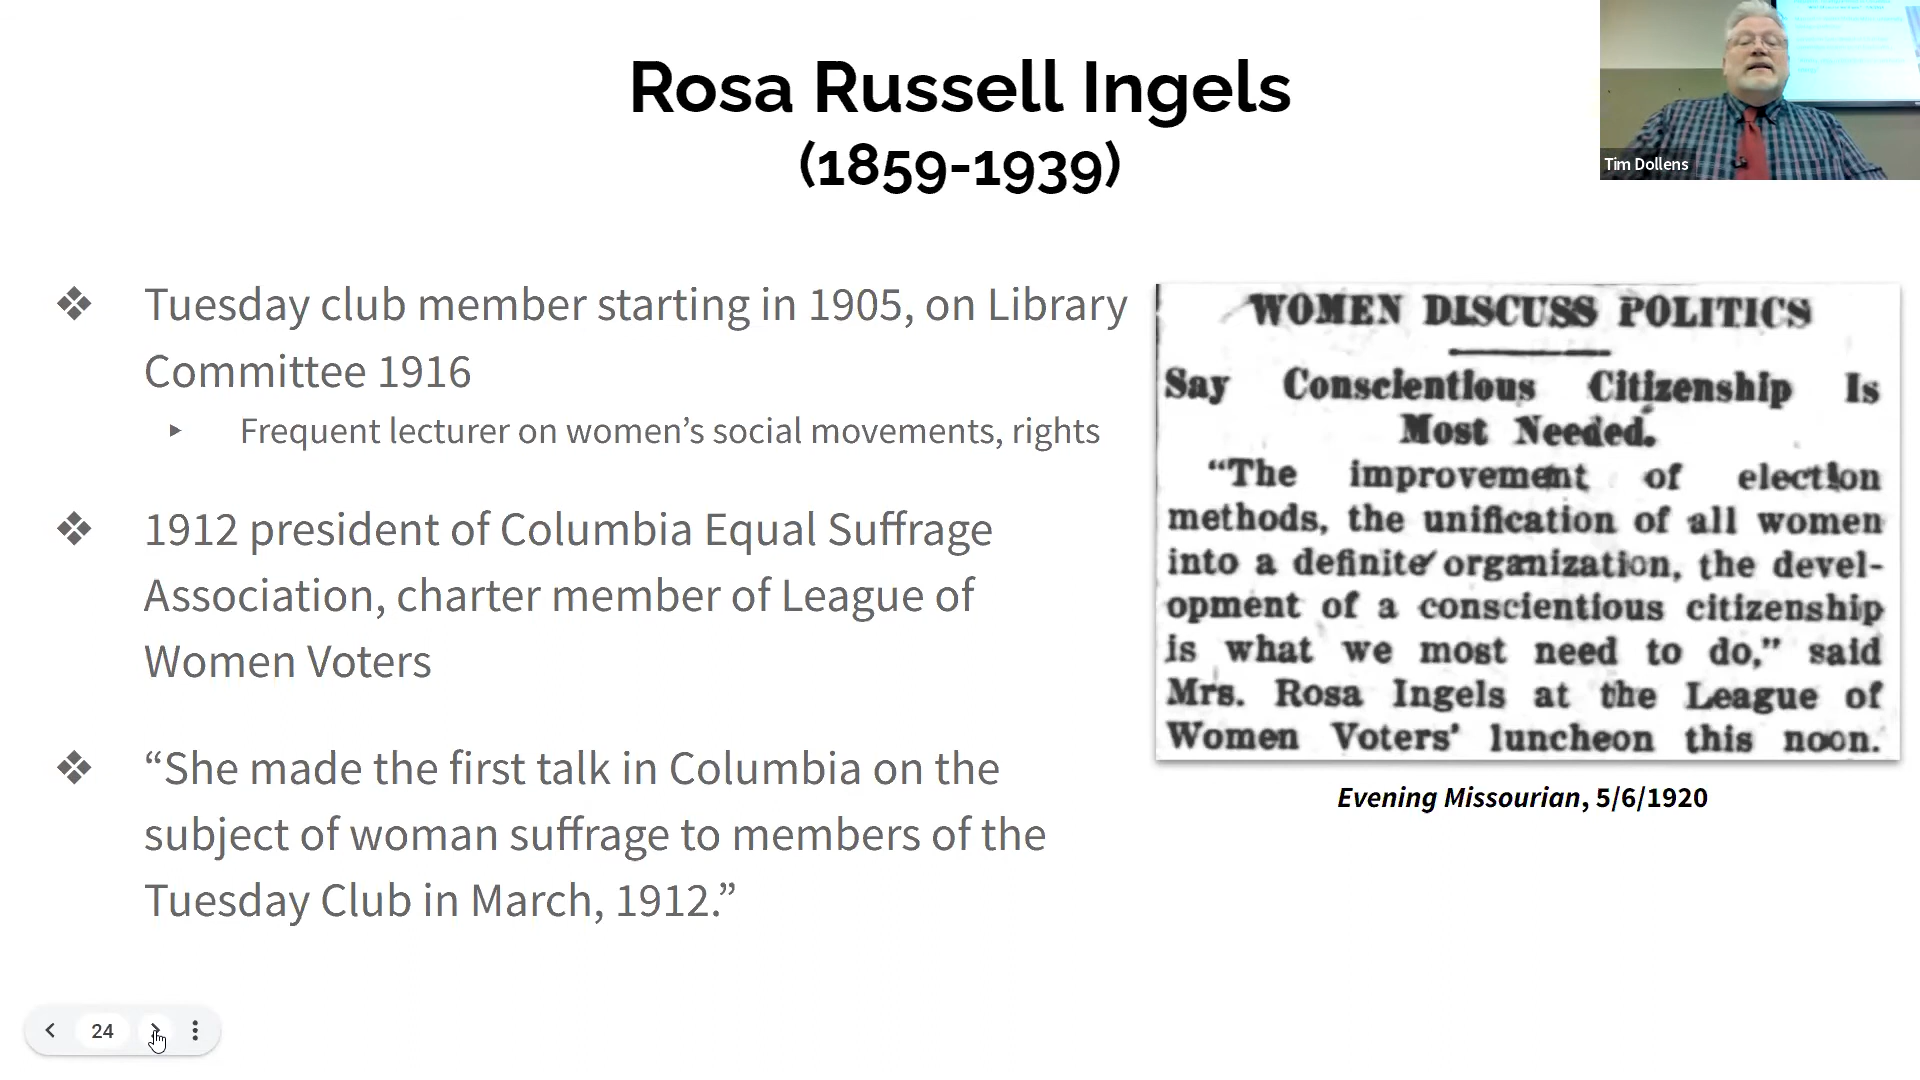 Rosa Russell Ingels
(1859-1939)
Tim Dollens
❖ Tuesday club member starting in 1905, on Library
Committee 1916
▸ Frequent lecturer on women’s social movements, rights
❖ 1912 president of Columbia Equal Suffrage
Association, charter member of League of
Women Voters
❖ “She made the first talk in Columbia on the
subject of woman suffrage to members of the
Tuesday Club in March, 1912.”
WOMEN DISCUSS POLITICS
Say Conscientious Citizenship Is
Most Needed.
“The improvement of election
methods, the unification of all women
into a definite organization, the devel-
opment of a conscientious citizenship
is what we most need to do,” said
Mrs. Rosa Ingels at the League of
Women Voters’ luncheon this noon.
Evening Missourian, 5/6/1920
24